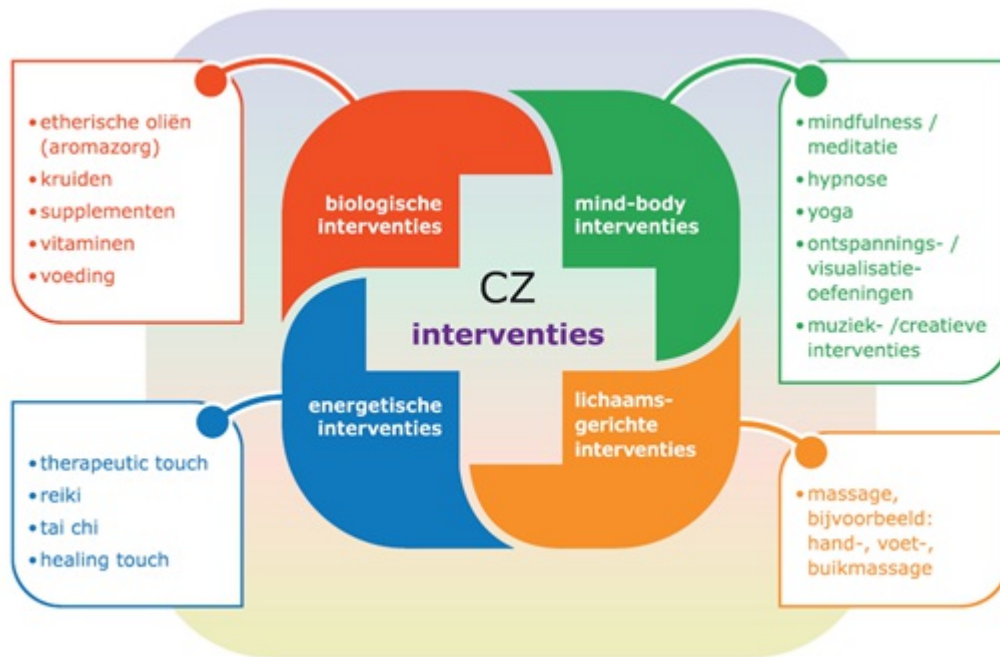 • etherische oliën
(aromazorg)
• kruiden
• supplementen
• vitaminen
• voeding
biologische
interventies
mind-body
interventies
• mindfulness /
meditatie
• hypnose
• yoga
• ontspannings- /
visualisatie-
oefeningen
• muziek- /creatieve
interventies
CZ
interventies
energetische
interventies
lichaams-
gerichte
interventies
• therapeutic touch
• reiki
• tai chi
• healing touch
• massage,
bijvoorbeeld:
hand-, voet-,
buikmassage